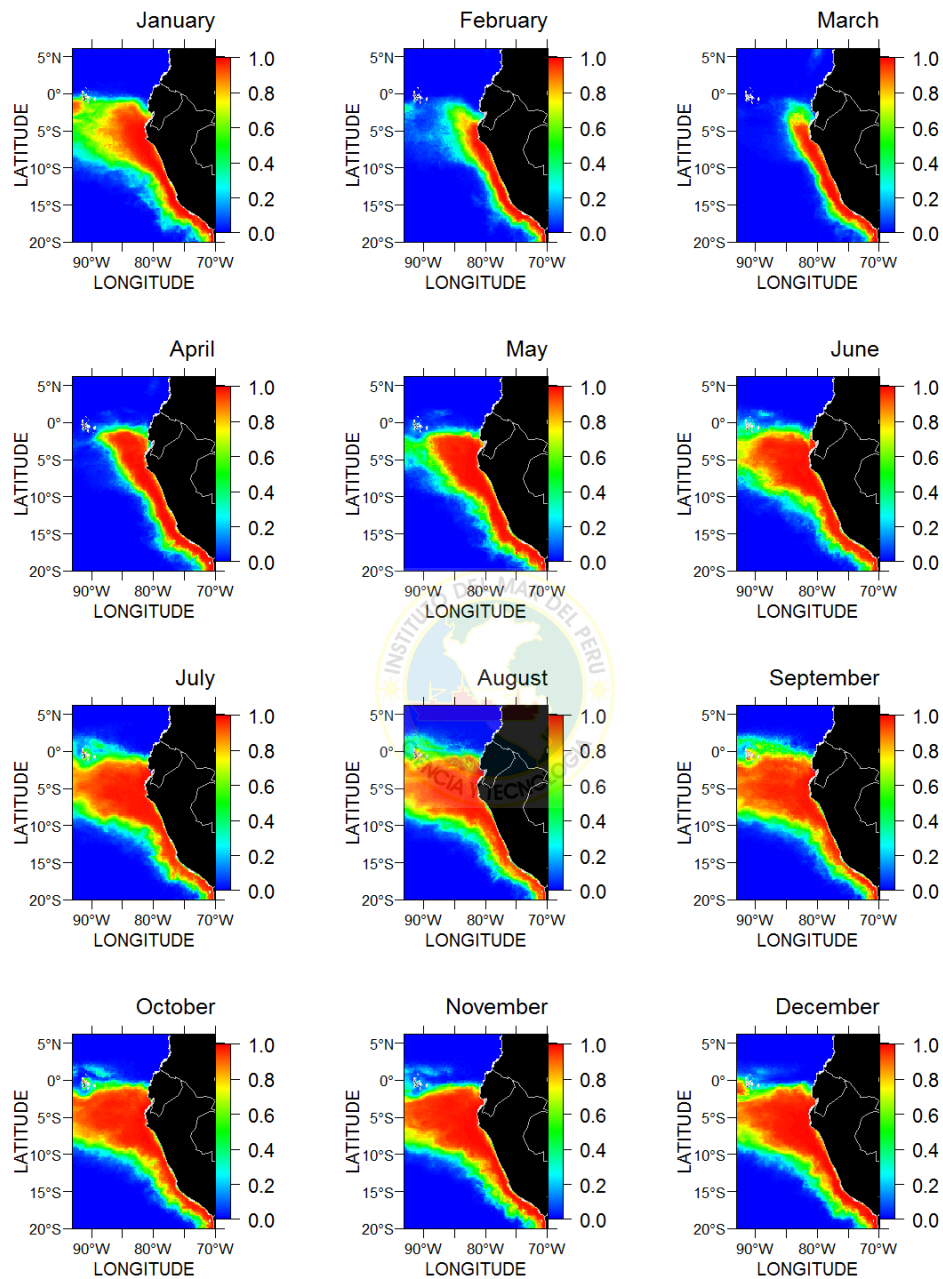 January
February
March
5°N
0°
5°S
10°S
15°S
20°S
LATITUDE
90°W
80°W
70°W
LONGITUDE
1.0
0.8
0.6
0.4
0.2
0.0
5°N
0°
5°S
10°S
15°S
20°S
LATITUDE
90°W
80°W
70°W
LONGITUDE
1.0
0.8
0.6
0.4
0.2
0.0
5°N
0°
5°S
10°S
15°S
20°S
LATITUDE
90°W
80°W
70°W
LONGITUDE
1.0
0.8
0.6
0.4
0.2
0.0
April
May
June
5°N
0°
5°S
10°S
15°S
20°S
LATITUDE
90°W
80°W
70°W
LONGITUDE
1.0
0.8
0.6
0.4
0.2
0.0
5°N
0°
5°S
10°S
15°S
20°S
LATITUDE
90°W
80°W
70°W
LONGITUDE
1.0
0.8
0.6
0.4
0.2
0.0
5°N
0°
5°S
10°S
15°S
20°S
LATITUDE
90°W
80°W
70°W
LONGITUDE
1.0
0.8
0.6
0.4
0.2
0.0
INSTITUTO DEL MAR DEL PERU
CIENCIA Y TECNOLOGIA
July
August
September
5°N
0°
5°S
10°S
15°S
20°S
LATITUDE
90°W
80°W
70°W
LONGITUDE
1.0
0.8
0.6
0.4
0.2
0.0
5°N
0°
5°S
10°S
15°S
20°S
LATITUDE
90°W
80°W
70°W
LONGITUDE
1.0
0.8
0.6
0.4
0.2
0.0
5°N
0°
5°S
10°S
15°S
20°S
LATITUDE
90°W
80°W
70°W
LONGITUDE
1.0
0.8
0.6
0.4
0.2
0.0
October
November
December
5°N
0°
5°S
10°S
15°S
20°S
LATITUDE
90°W
80°W
70°W
LONGITUDE
1.0
0.8
0.6
0.4
0.2
0.0
5°N
0°
5°S
10°S
15°S
20°S
LATITUDE
90°W
80°W
70°W
LONGITUDE
1.0
0.8
0.6
0.4
0.2
0.0
5°N
0°
5°S
10°S
15°S
20°S
LATITUDE
90°W
80°W
70°W
LONGITUDE
1.0
0.8
0.6
0.4
0.2
0.0